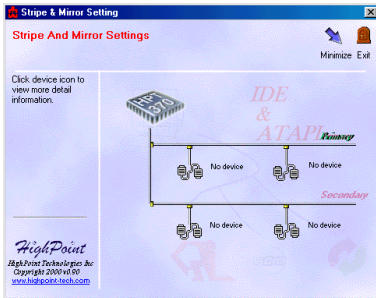 Stripe & Mirror Setting
Stripe And Mirror Settings
Minimize Exit
Click device icon to
view more detail
information.
HPT
370
IDE
&
ATAPI
Primary
No device
No device
Secondary
No device
No device
HighPoint
HighPoint Technologies Inc
Copyright 2000 v0.90
www.highpoint-tech.com